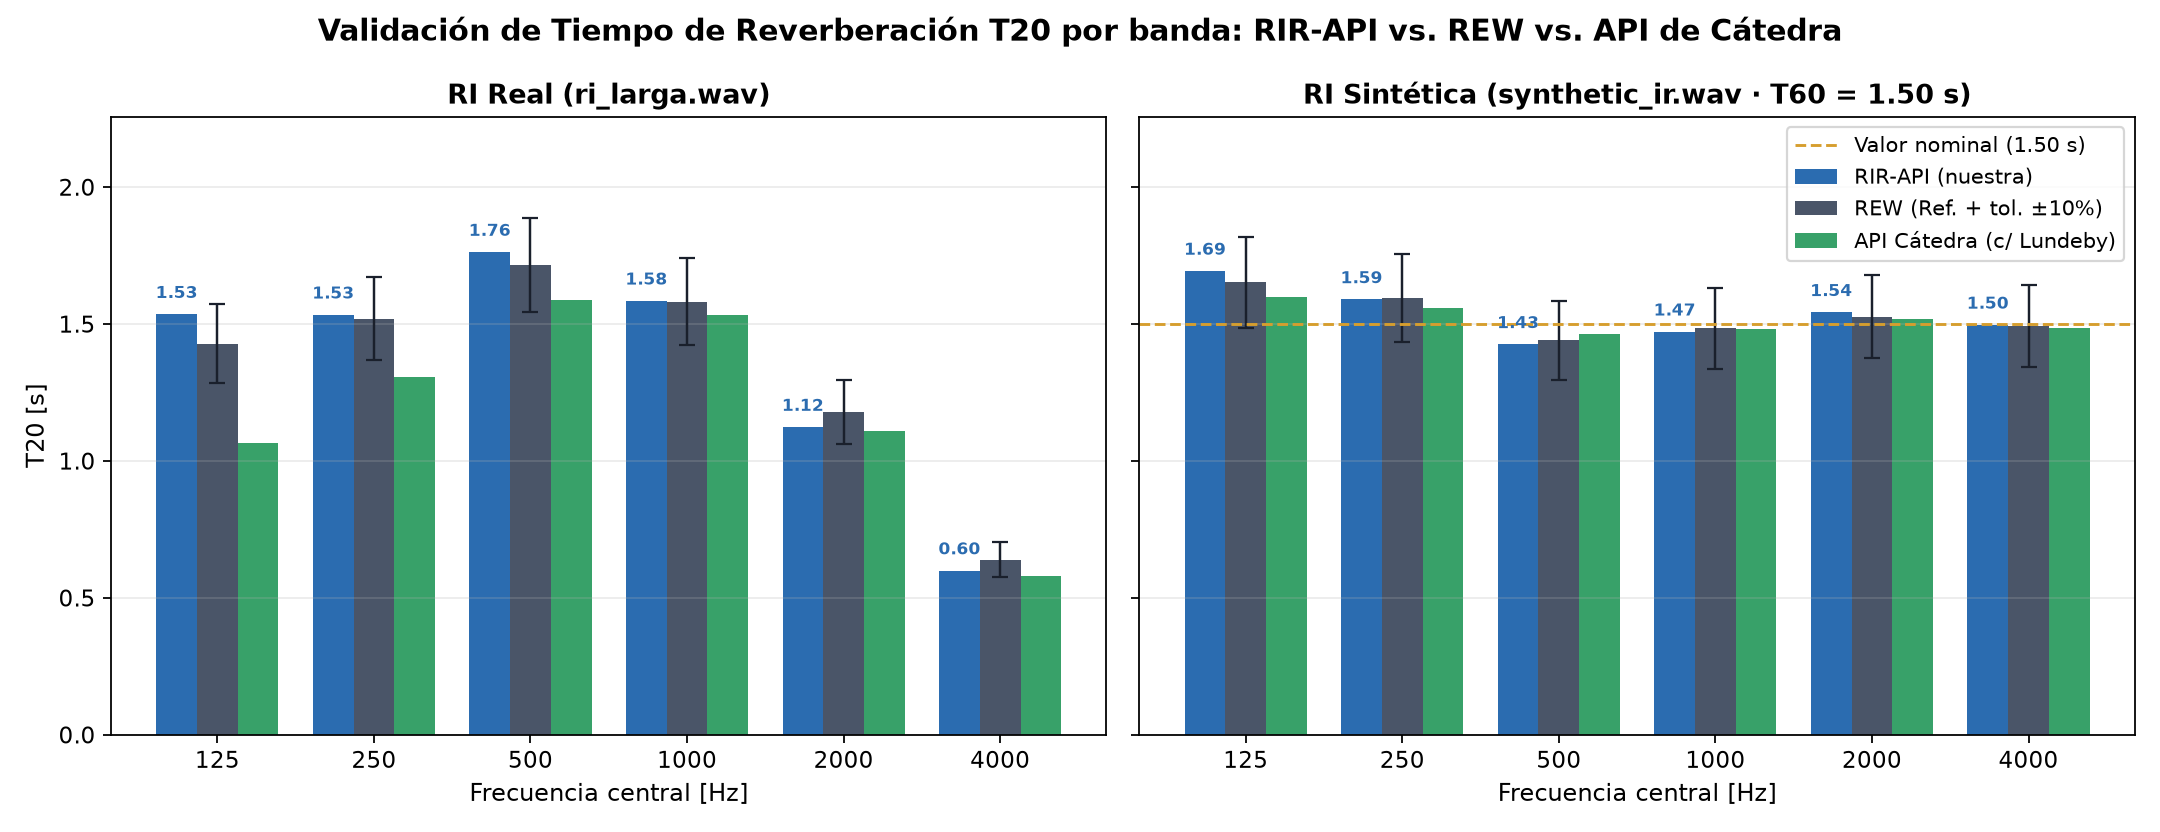 Validación de Tiempo de Reverberación T20 por banda: RIR-API vs. REW vs. API de Cátedra
RI Real (ri_larga.wav)
T20 [s]
2.0
1.5
1.0
0.5
0.0
1.53
1.53
1.76
1.58
1.12
0.60
125
250
500
1000
2000
4000
Frecuencia central [Hz]
RI Sintética (synthetic_ir.wav · T60 = 1.50 s)
Valor nominal (1.50 s)
RIR-API (nuestra)
REW (Ref. + tol. ±10%)
API Cátedra (c/ Lundeby)
1.69
1.59
1.43
1.47
1.54
1.50
125
250
500
1000
2000
4000
Frecuencia central [Hz]